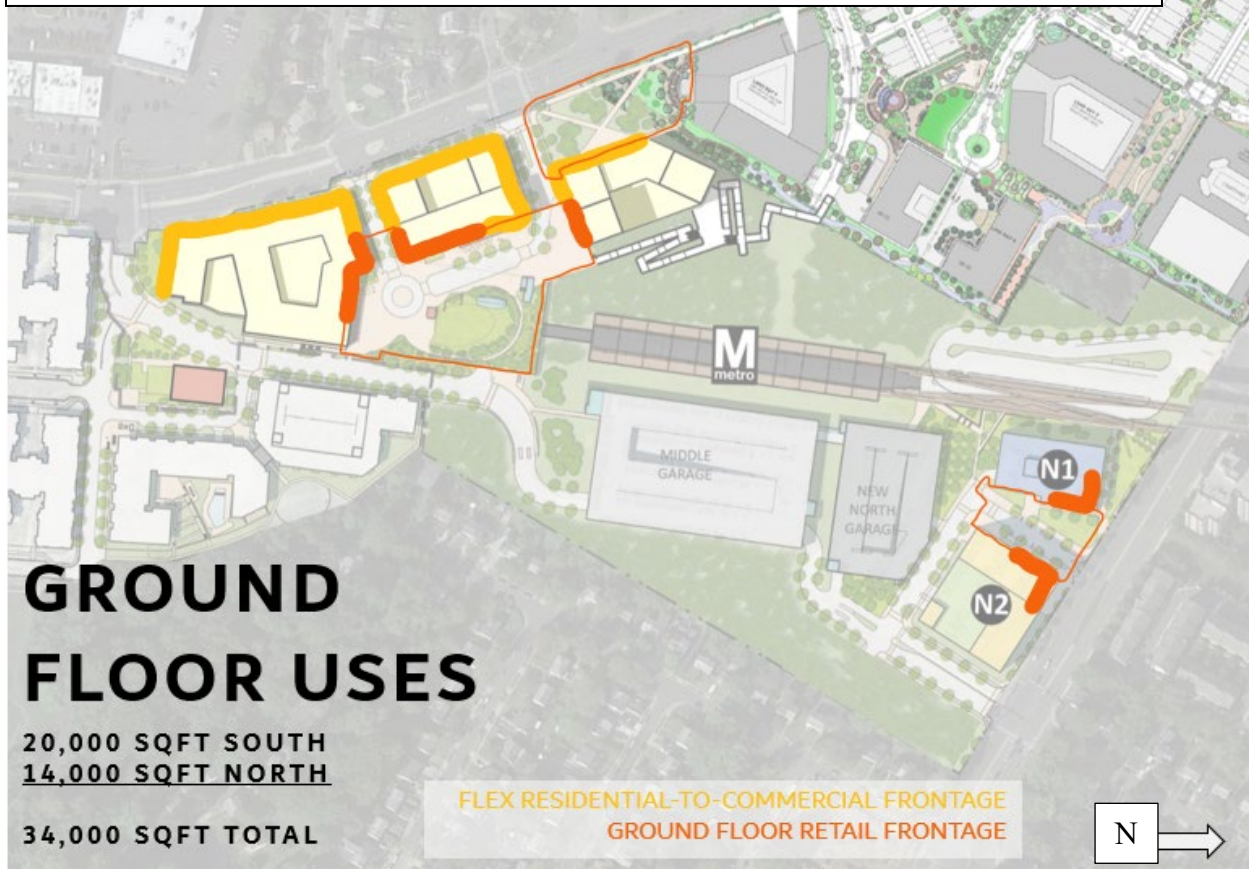 M
metro
MIDDLE
GARAGE
NEW
NORTH
GARAGE
N1
N2
GROUND
FLOOR USES
20,000 SQFT SOUTH
14,000 SQFT NORTH
34,000 SQFT TOTAL
FLEX RESIDENTIAL-TO-COMMERCIAL FRONTAGE
GROUND FLOOR RETAIL FRONTAGE
N